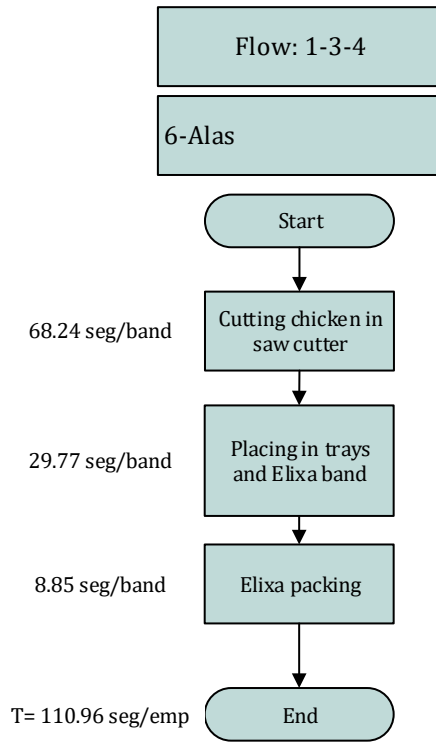 Flow: 1-3-4
6-Alas
Start
68.24 seg/band
Cutting chicken in
saw cutter
29.77 seg/band
Placing in trays
and Elixa band
8.85 seg/band
Elixa packing
T= 110.96 seg/emp
End